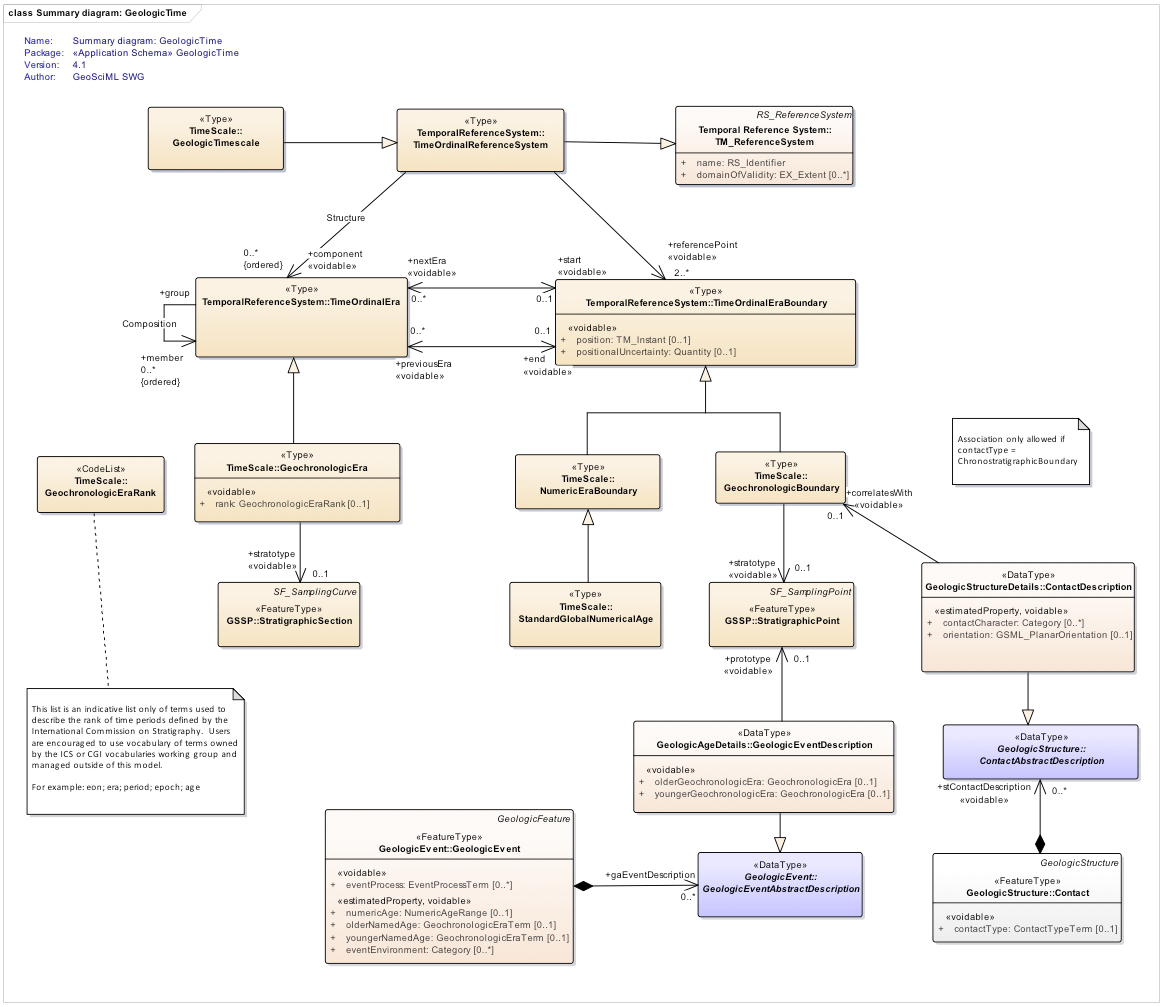 class Summary diagram: GeologicTime
Name: Summary diagram: GeologicTime
Package: «Application Schema» GeologicTime
Version: 4.1
Author: GeoSciML SWG
«Type»
TimeScale::
GeologicTimescale
«Type»
TemporalReferenceSystem::
TimeOrdinalReferenceSystem
RS_ReferenceSystem
Temporal Reference System::
TM_ReferenceSystem
+ name: RS_Identifier
+ domainOfValidity: EX_Extent [0..*]
Structure
0..*
{ordered}
+component
«voidable»
+referencePoint
«voidable»
2..*
+nextEra
«voidable»
0..*
+start
«voidable»
0..1
+group
Composition
+member
0..*
{ordered}
«Type»
TemporalReferenceSystem::TimeOrdinalEra
0..*
+previousEra
«voidable»
0..1
+end
«voidable»
«Type»
TemporalReferenceSystem::TimeOrdinalEraBoundary
«voidable»
+ position: TM_Instant [0..1]
+ positionalUncertainty: Quantity [0..1]
«CodeList»
TimeScale::
GeochronologicEraRank
«Type»
TimeScale::GeochronologicEra
«voidable»
+ rank: GeochronologicEraRank [0..1]
«Type»
TimeScale::
NumericEraBoundary
«Type»
TimeScale::
GeochronologicBoundary
Association only allowed if
contactType =
ChronostratigraphicBoundary
+correlatesWith
«voidable»
0..1
+stratotype
«voidable»
0..1
SF_SamplingCurve
«FeatureType»
GSSP::StratigraphicSection
«Type»
TimeScale::
StandardGlobalNumericalAge
+stratotype
«voidable»
0..1
SF_SamplingPoint
«FeatureType»
GSSP::StratigraphicPoint
«DataType»
GeologicStructureDetails::ContactDescription
«estimatedProperty, voidable»
+ contactCharacter: Category [0..*]
+ orientation: GSML_PlanarOrientation [0..1]
+prototype
«voidable»
0..1
This list is an indicative list only of terms used to
describe the rank of time periods defined by the
International Commission on Stratigraphy. Users
are encouraged to use vocabulary of terms owned
by the ICS or CGI vocabularies working group and
managed outside of this model.
For example: eon; era; period; epoch; age
«DataType»
GeologicAgeDetails::GeologicEventDescription
«voidable»
+ olderGeochronologicEra: GeochronologicEra [0..1]
+ youngerGeochronologicEra: GeochronologicEra [0..1]
«DataType»
GeologicStructure::
ContactAbstractDescription
+stContactDescription
«voidable»
0..*
GeologicFeature
«FeatureType»
GeologicEvent::GeologicEvent
«voidable»
+ eventProcess: EventProcessTerm [0..*]
«estimatedProperty, voidable»
+ numericAge: NumericAgeRange [0..1]
+ olderNamedAge: GeochronologicEraTerm [0..1]
+ youngerNamedAge: GeochronologicEraTerm [0..1]
+ eventEnvironment: Category [0..*]
+gaEventDescription
0..*
«DataType»
GeologicEvent::
GeologicEventAbstractDescription
GeologicStructure
«FeatureType»
GeologicStructure::Contact
«voidable»
+ contactType: ContactTypeTerm [0..1]